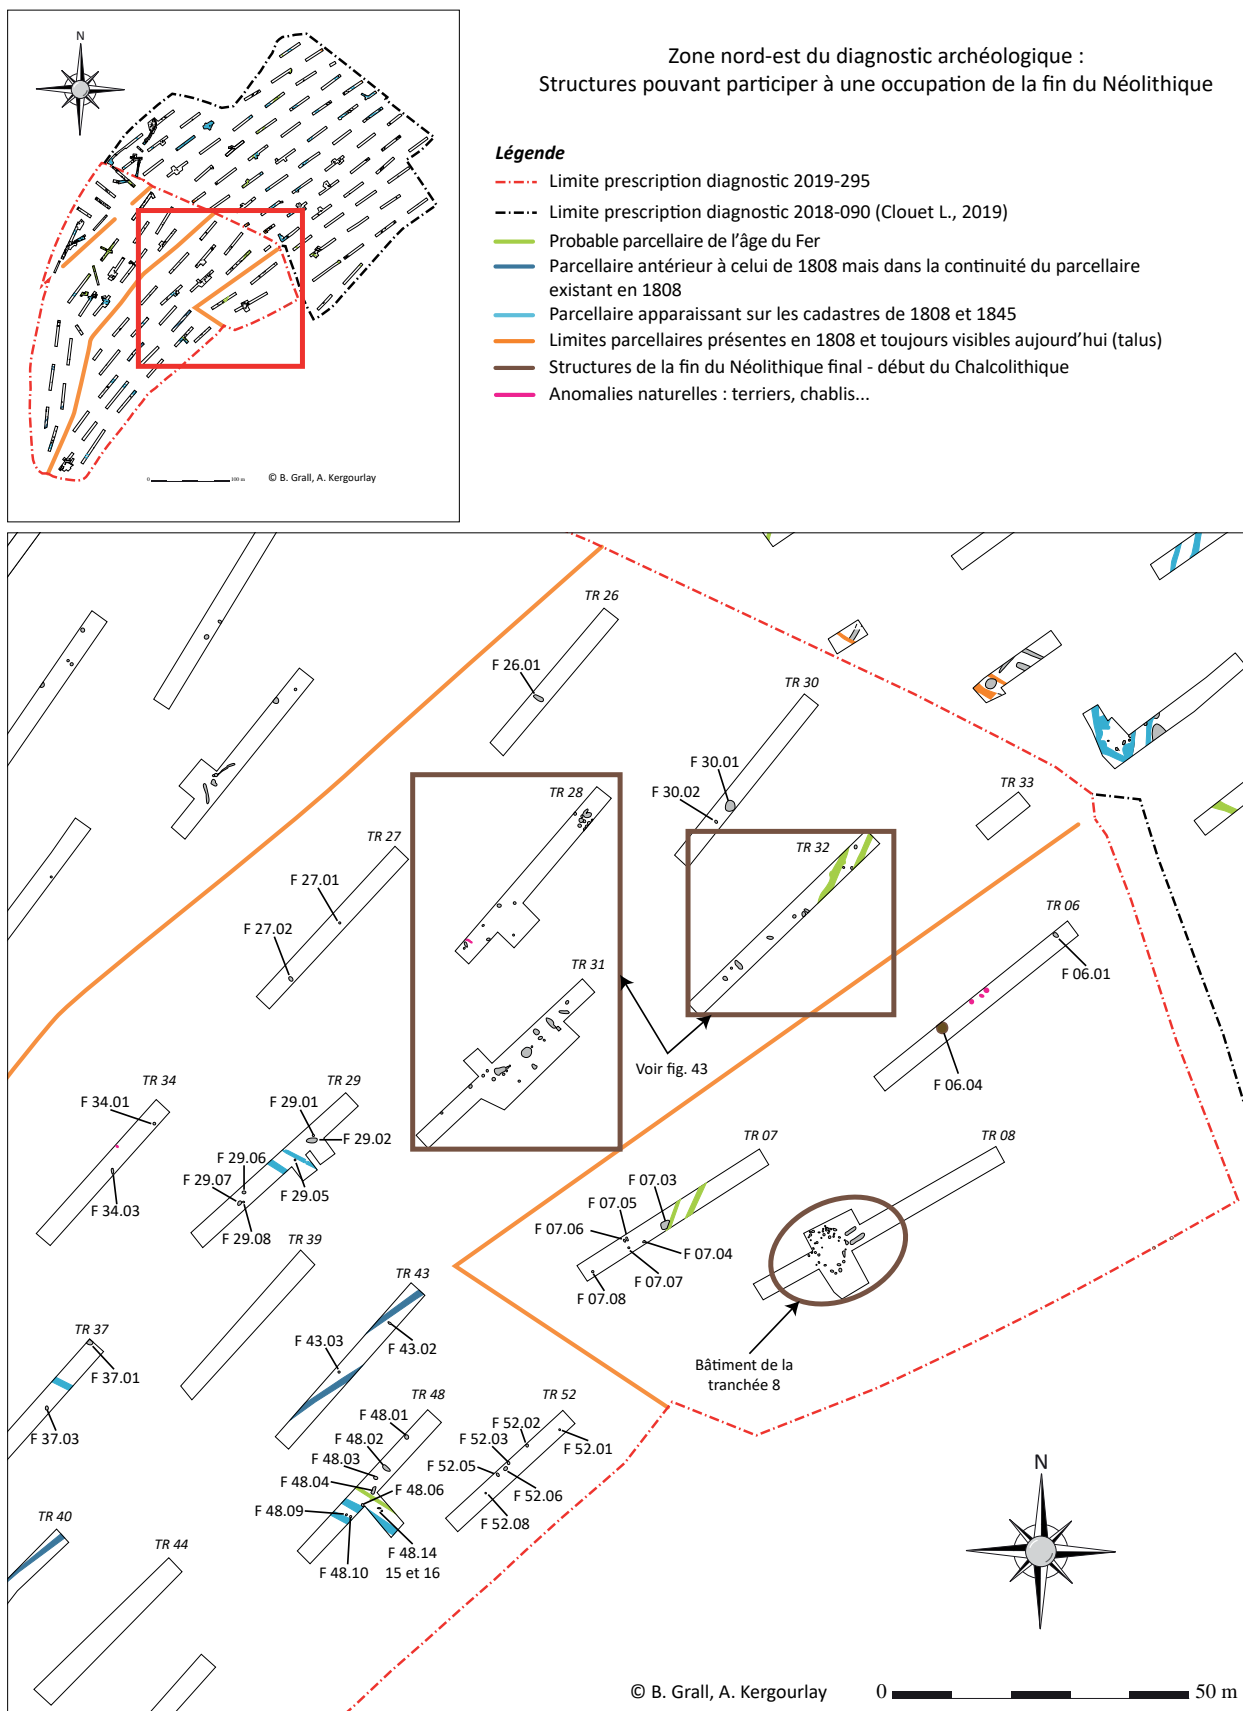 Zone nord-est du diagnostic archéologique :
Structures pouvant participer à une occupation de la fin du Néolithique
Légende
Limite prescription diagnostic 2019-295
Limite prescription diagnostic 2018-090 (Clouet L., 2019)
Probable parcellaire de l'âge du Fer
Parcellaire antérieur à celui de 1808 mais dans la continuité du parcellaire
existant en 1808
Parcellaire apparaissant sur les cadastres de 1808 et 1845
Limites parcellaires présentes en 1808 et toujours visibles aujourd'hui (talus)
Structures de la fin du Néolithique final - début du Chalcolithique
Anomalies naturelles : terriers, chablis...
N
0 100 m
© B. Grall, A. Kergourlay
TR 26
F 26.01
TR 30
F 30.01
F 30.02
TR 33
TR 28
TR 32
TR 27
F 27.01
F 27.02
TR 06
F 06.01
TR 31
Voir fig. 43
F 06.04
TR 34
F 34.01
F 34.03
TR 29
F 29.01
F 29.02
F 29.06
F 29.07
F 29.05
F 29.08
TR 07
F 07.03
F 07.05
F 07.06
F 07.04
F 07.07
F 07.08
TR 08
Bâtiment de la
tranchée 8
TR 39
TR 43
F 43.03
F 43.02
TR 37
F 37.01
F 37.03
TR 48
F 48.01
F 48.02
F 48.03
F 48.04
F 48.06
F 48.09
F 48.10
F 48.14
15 et 16
TR 52
F 52.02
F 52.03
F 52.01
F 52.05
F 52.06
F 52.08
TR 40
TR 44
N
© B. Grall, A. Kergourlay
0 50 m